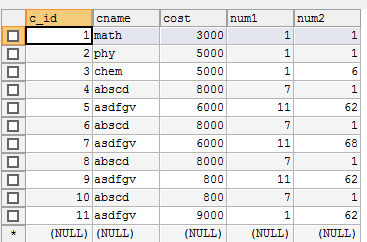 c_id cname cost num1 num2
1 math 3000 1 1
2 phy 5000 1 1
3 chem 5000 1 6
4 abscd 8000 7 1
5 asdfgv 6000 11 62
6 abscd 8000 7 1
7 asdfgv 6000 11 68
8 abscd 8000 7 1
9 asdfgv 800 11 62
10 abscd 800 7 1
11 asdfgv 9000 1 62
* (NULL) (NULL) (NULL) (NULL) (NULL)